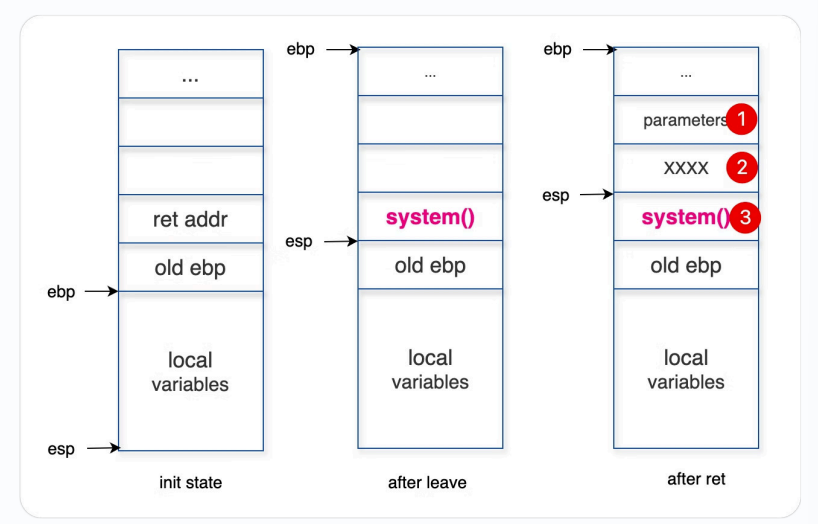 ebp
ebp
...
...
...
parameters
1
XXXX
2
esp
ret addr
system()
system()
3
esp
old ebp
old ebp
old ebp
ebp
local
variables
local
variables
local
variables
esp
init state
after leave
after ret